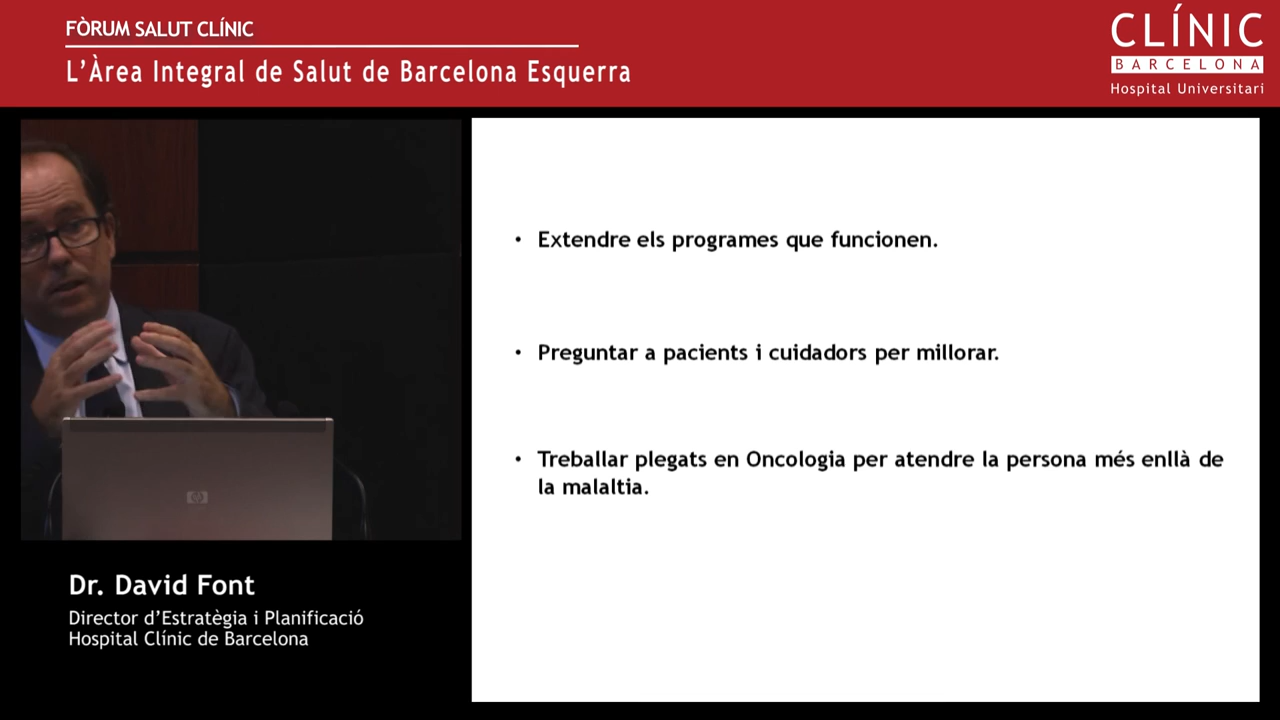 FÒRUM SALUT CLÍNIC
L'Àrea Integral de Salut de Barcelona Esquerra
CLÍNIC
BARCELONA
Hospital Universitari
• Extendre els programes que funcionen.
• Preguntar a pacients i cuidadors per millorar.
• Treballar plegats en Oncologia per atendre la persona més enllà de
la malaltia.
hp
Dr. David Font
Director d'Estratègia i Planificació
Hospital Clínic de Barcelona